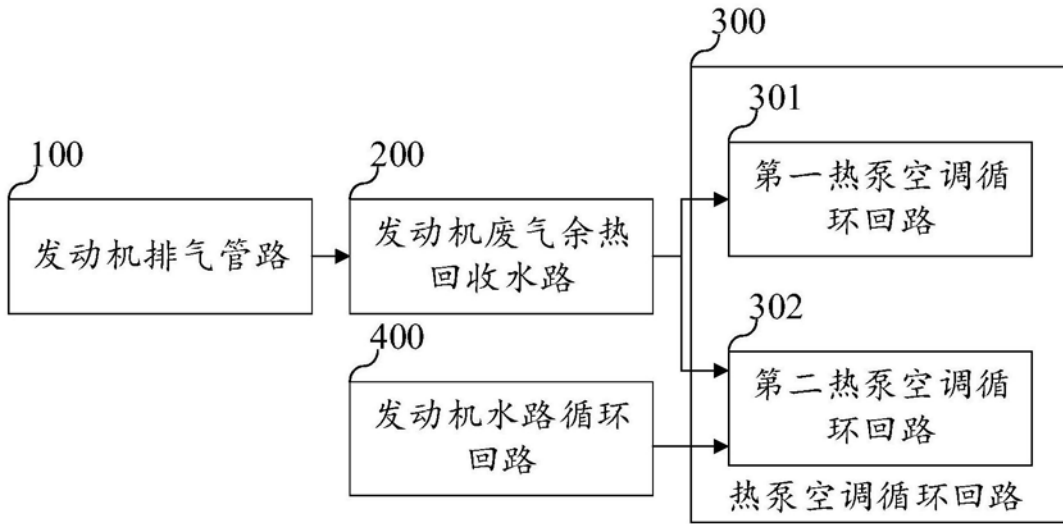 300
301
第一热泵空调循
环回路
100
发动机排气管路
200
发动机废气余热
回收水路
302
第二热泵空调循
环回路
400
发动机水路循环
回路
热泵空调循环回路